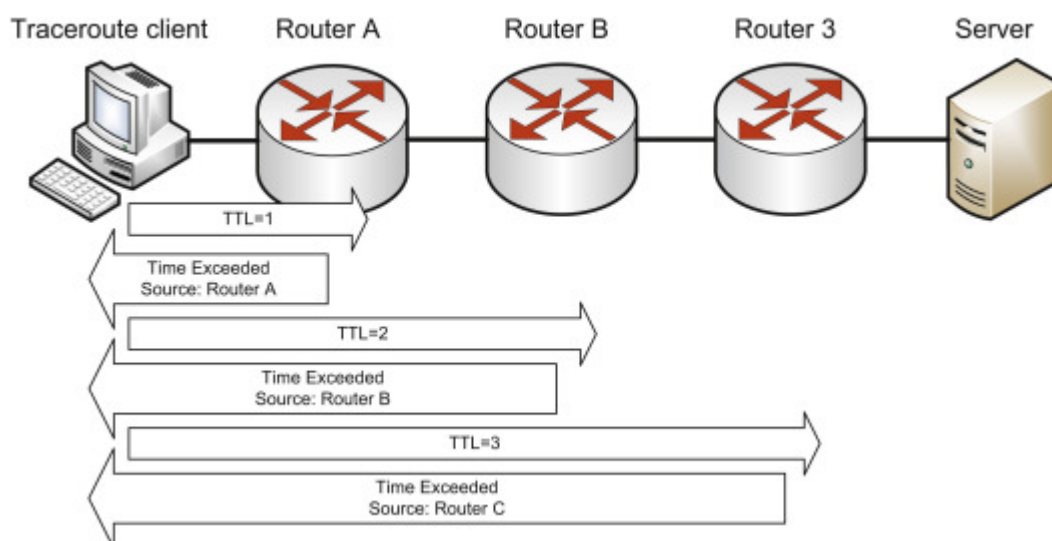 Traceroute client
Router A
Router B
Router 3
Server
TTL=1
Time Exceeded
Source: Router A
TTL=2
Time Exceeded
Source: Router B
TTL=3
Time Exceeded
Source: Router C